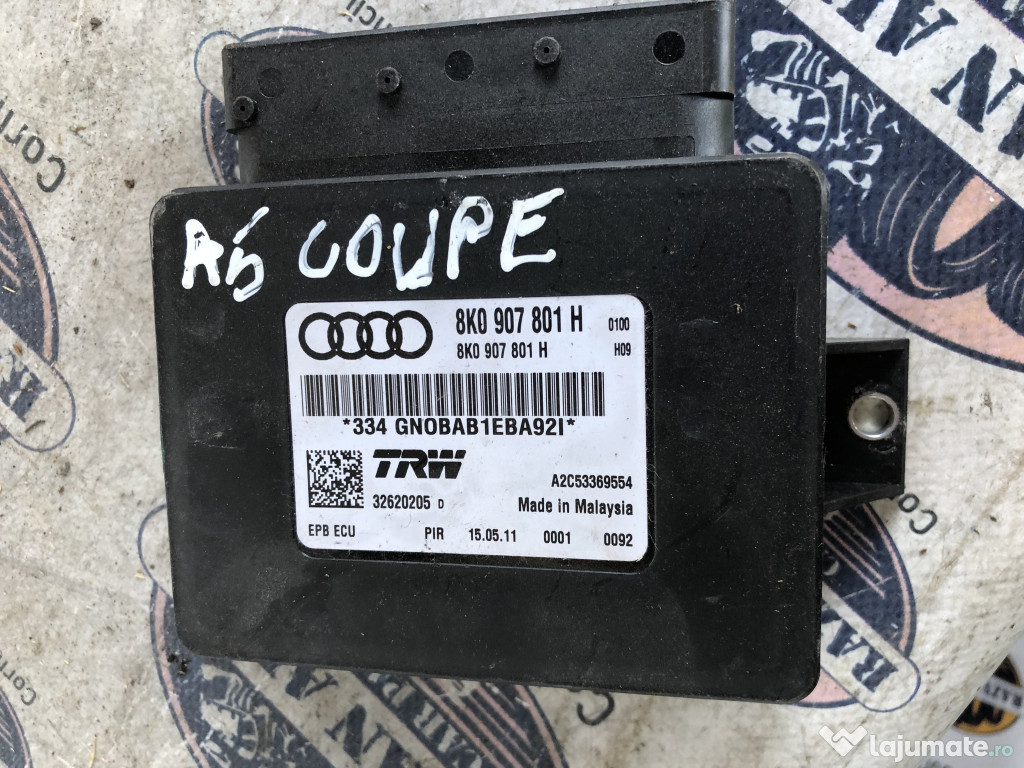 A5 COUPE
8K0 907 801 H 0100
8K0 907 801 H H09
*334 GN0BAB1EBA92I*
TRW
A2C53369554
32620205 D Made in Malaysia
EPB ECU PIR 15.05.11 0001 0092
lajumate.ro